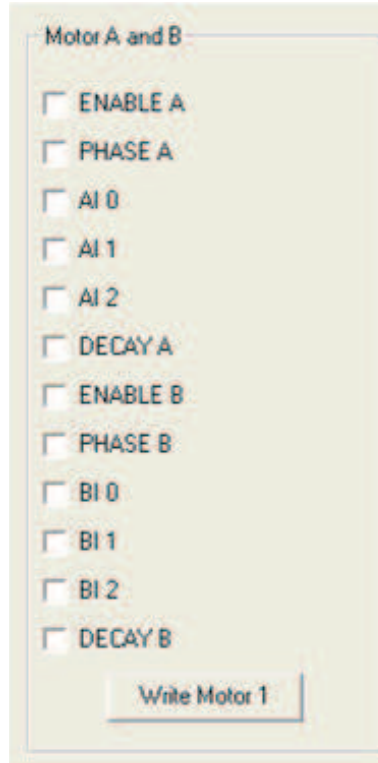 Motor A and B
ENABLE A
PHASE A
AI 0
AI 1
AI 2
DECAY A
ENABLE B
PHASE B
BI 0
BI 1
BI 2
DECAY B
Write Motor 1